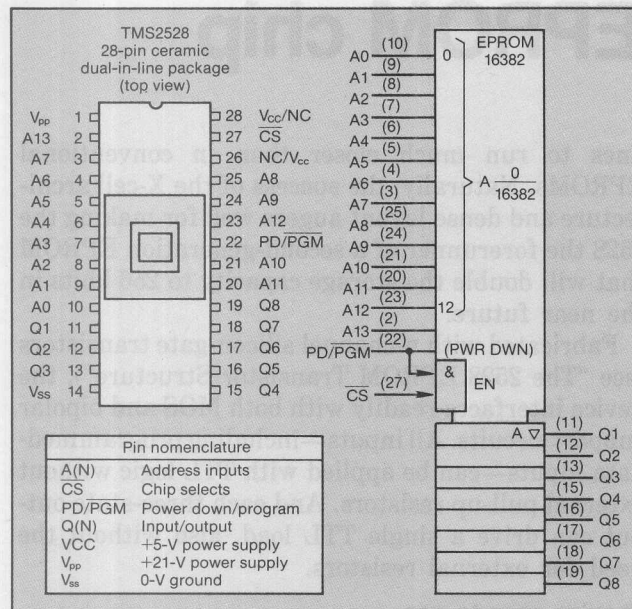 EPROM chip
TMS2528
28-pin ceramic
dual-in-line package
(top view)
Vpp 1
A13 2
A7 3
A6 4
A5 5
A4 6
A3 7
A2 8
A1 9
A0 10
Q1 11
Q2 12
Q3 13
Vss 14
28 VCC/NC
27 CS
26 NC/Vcc
25 A8
24 A9
23 A12
22 PD/PGM
21 A10
20 A11
19 Q8
18 Q7
17 Q6
16 Q5
15 Q4
Pin nomenclature
A(N) Address inputs
CS Chip selects
PD/PGM Power down/program
Q(N) Input/output
VCC +5-V power supply
Vpp +21-V power supply
Vss 0-V ground
EPROM
16382
0
A 0
16382
12
A0 (10)
A1 (9)
A2 (8)
A3 (7)
A4 (6)
A5 (5)
A6 (4)
A7 (3)
A8 (25)
A9 (24)
A10 (21)
A11 (20)
A12 (23)
A13 (2)
PD/PGM (22)
(PWR DWN)
&
EN
CS (27)
A ▽
(11) Q1
(12) Q2
(13) Q3
(15) Q4
(16) Q5
(17) Q6
(18) Q7
(19) Q8